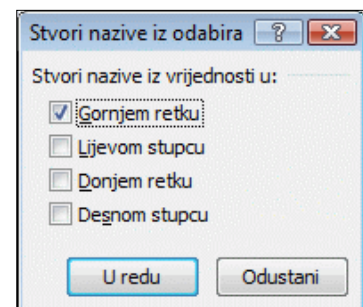 Stvori nazive iz odabira ?
Stvori nazive iz vrijednosti u:
Gornjem retku
Lijevom stupcu
Donjem retku
Desnom stupcu
U redu Odustani